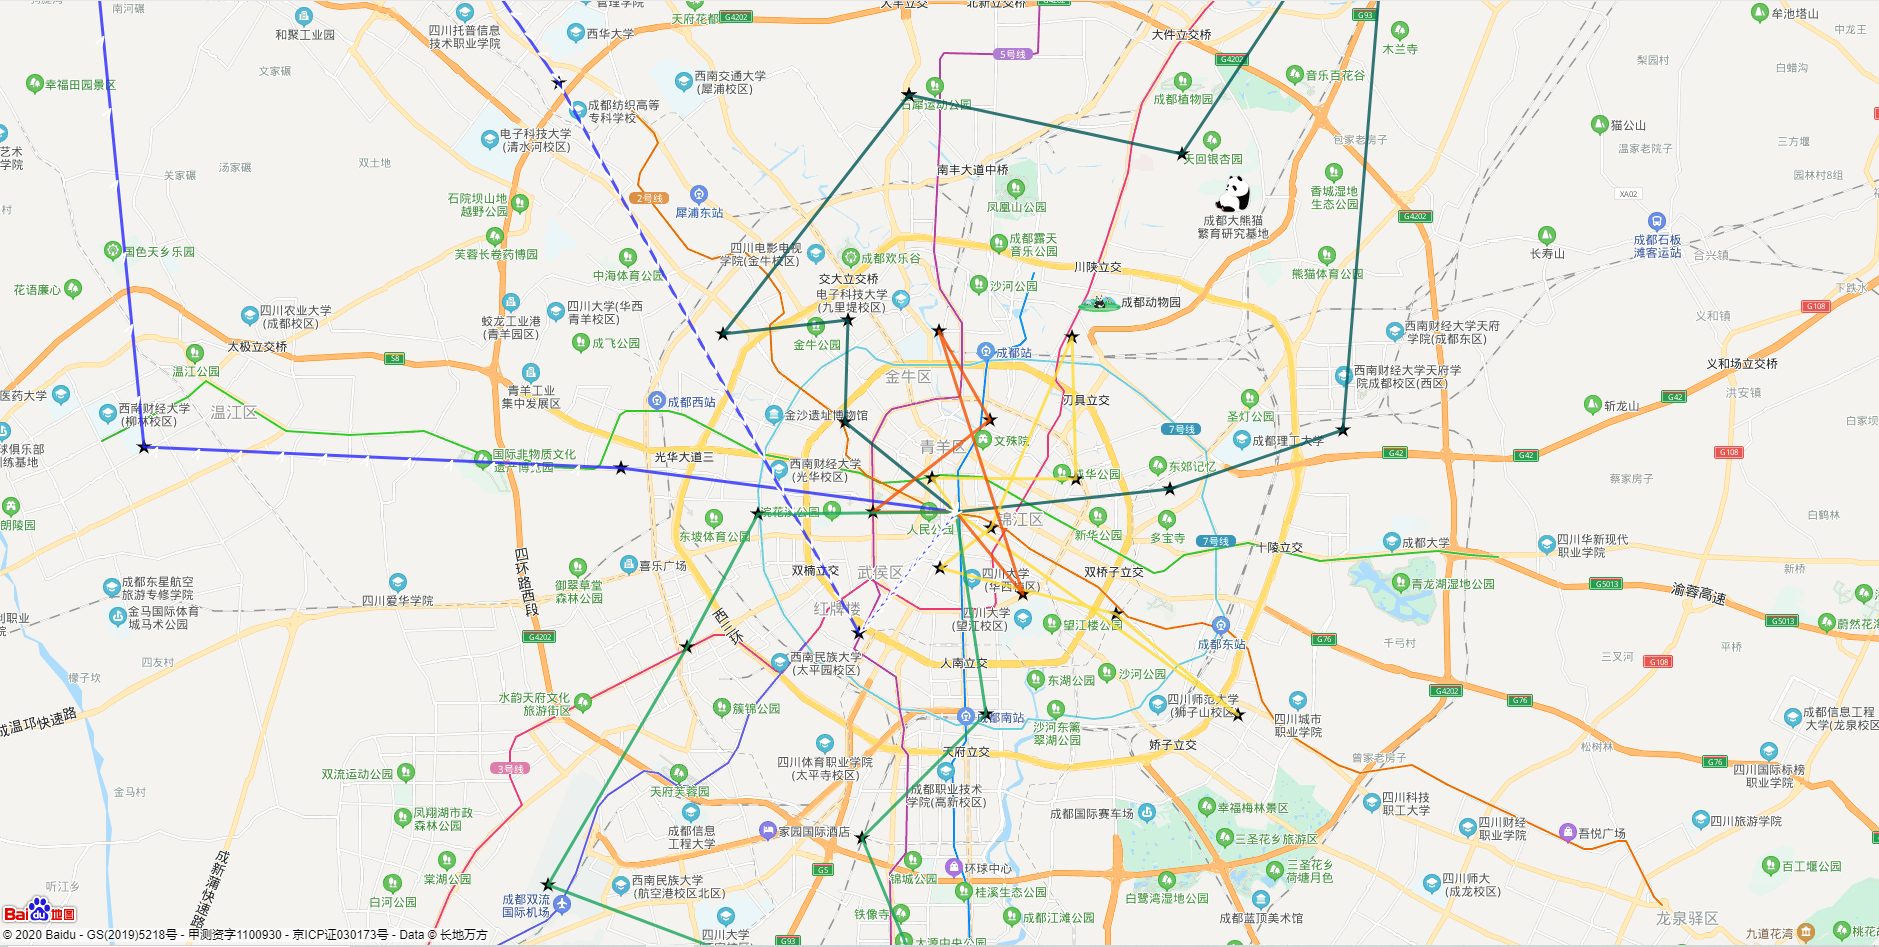 南河碾
和聚工业园
四川托普信息
技术职业学院
西华大学
管理学院
天府花都
G4202
大丰立交
北新立交桥
5号线
大件立交桥
G4202
G93
木兰寺
牟池塔山
中龙王
幸福田园景区
文家碾
西南交通大学
(犀浦校区)
成都纺织高等
专科学校
石犀运动公园
成都植物园
音乐百花谷
梨园村
白蜡沟
艺术
学院
电子科技大学
(清水河校区)
汤家碾
双土地
关家碾
南丰大道中桥
天回银杏园
包家老房子
猫公山
温家老院子
三方堰
园林村8组
XA02
石院坝山地
越野公园
2号线
犀浦东站
凤凰山公园
成都大熊猫
繁育研究基地
香城湿地
生态公园
G4202
成都石板
滩客运站
合兴镇
长寿山
国色天乡乐园
芙蓉长卷药博园
中海体育公园
四川电影电视
学院(金牛校区)
成都欢乐谷
成都露天
音乐公园
川陕立交
熊猫体育公园
交大立交桥
花语廉心
四川农业大学
(成都校区)
蛟龙工业港
(青羊园区)
四川大学(华西
青羊校区)
电子科技大学
(九里堤校区)
沙河公园
成都动物园
下跌水
G108
义和镇
太极立交桥
S8
成飞公园
金牛公园
成都站
西南财经大学天府
学院(成都东区)
温江公园
医药大学
青羊工业
集中发展区
金牛区
刃具立交
西南财经大学天府学
院成都校区(西区)
义和场立交桥
G42
洪安镇
西南财经大学
(柳林校区)
温江区
成都西站
金沙遗址博物馆
圣灯公园
斩龙山
白家坝
7号线
成都理工大学
球俱乐部
训练基地
国际非物质文化
遗产博览园
光华大道三
西南财经大学
(光华校区)
青羊区
文殊院
成华公园
东郊记忆
G42
G42
G108
蔡家村
朗陵园
浣花溪公园
人民公园
锦江区
新华公园
多宝寺
白鹤林
东坡体育公园
7号线
十陵立交
成都大学
四川华新现代
职业学院
四环路西段
成都东星航空
旅游专修学院
金马国际体育
城马术公园
四川爱华学院
御翠草堂
森林公园
喜乐广场
双楠立交
武侯区
四川大学
(华西校区)
双桥子立交
青龙湖湿地公园
G5013
新桥
渝蓉高速
G5013
蔚然花海
红牌楼
四川大学
(望江校区)
望江楼公园
成都东站
G76
千弓村
平桥
三叉河
G108
西三环
G4202
四友村
檬子坎
西南民族大学
(太平园校区)
人南立交
东湖公园
沙河公园
四川师范大学
(狮子山校区)
G4202
G76
成温邛快速路
水韵天府文化
旅游街区
簇锦公园
成都南站
沙河东篱
翠湖公园
四川城市
职业学院
成都信息工程
大学(龙泉校区)
松树林
3号线
双流运动公园
四川体育职业学院
(太平寺校区)
天府立交
娇子立交
曾家老房子
G76
四川国际标榜
职业学院
金马村
天府芙蓉园
凤翔湖市政
森林公园
成都信息
工程大学
家园国际酒店
成都职业技术
学院(高新校区)
成都国际赛车场
幸福梅林景区
四川科技
职工大学
四川财经
职业学院
吾悦广场
四川旅游学院
三圣花乡旅游区
成新蒲快速路
棠湖公园
G5
锦城公园
环球中心
三圣花乡
荷塘月色
百工堰公园
听江乡
白河公园
成都双流
国际机场
西南民族大学
(航空港校区北区)
桂溪生态公园
白鹭湾湿地公园
四川师大
(成龙校区)
四川大学
铁像寺
成都江滩公园
成都蓝顶美术馆
龙泉驿区
G93
大源中央公园
九道花湾
桃花
Bai du 地图
© 2020 Baidu - GS(2019)5218号 - 甲测资字1100930 - 京ICP证030173号 - Data © 长地万方